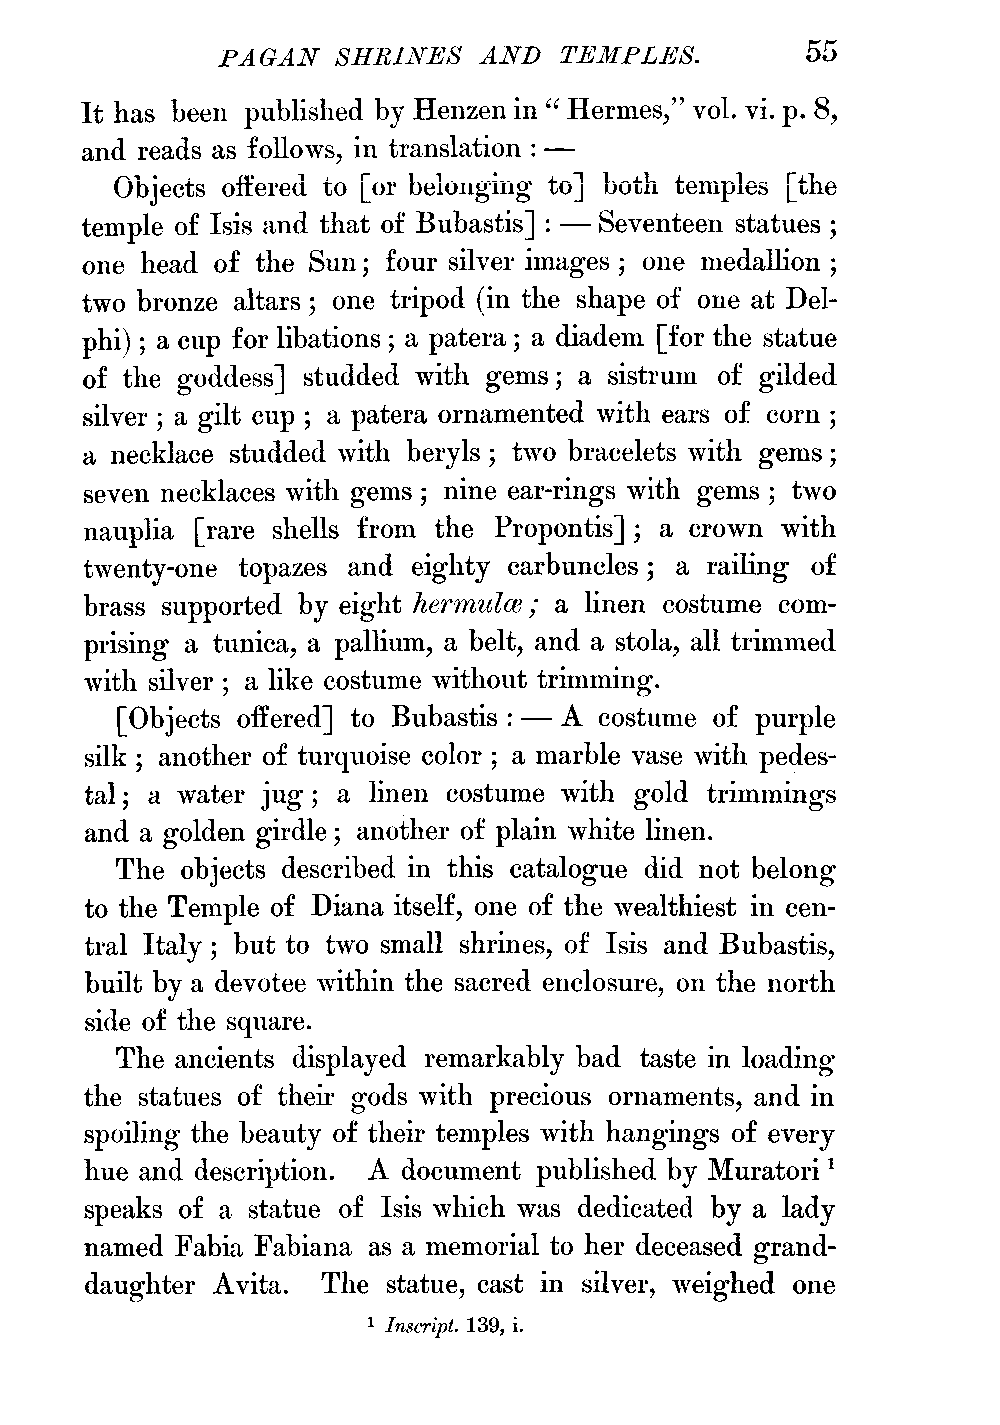 PAGAN SHRINES AND TEMPLES. 55
It has been published by Henzen in “ Hermes,” vol. vi. p. 8,
and reads as follows, in translation : —
Objects offered to [or belonging to] both temples [the
temple of Isis and that of Bubastis] : — Seventeen statues ;
one head of the Sun ; four silver images ; one medallion ;
two bronze altars ; one tripod (in the shape of one at Del-
phi) ; a cup for libations ; a patera ; a diadem [for the statue
of the goddess] studded with gems ; a sistrum of gilded
silver ; a gilt cup ; a patera ornamented with ears of corn ;
a necklace studded with beryls ; two bracelets with gems ;
seven necklaces with gems ; nine ear-rings with gems ; two
nauplia [rare shells from the Propontis] ; a crown with
twenty-one topazes and eighty carbuncles ; a railing of
brass supported by eight hermulæ ; a linen costume com-
prising a tunica, a pallium, a belt, and a stola, all trimmed
with silver ; a like costume without trimming.
[Objects offered] to Bubastis : — A costume of purple
silk ; another of turquoise color ; a marble vase with pedes-
tal ; a water jug ; a linen costume with gold trimmings
and a golden girdle ; another of plain white linen.
The objects described in this catalogue did not belong
to the Temple of Diana itself, one of the wealthiest in cen-
tral Italy ; but to two small shrines, of Isis and Bubastis,
built by a devotee within the sacred enclosure, on the north
side of the square.
The ancients displayed remarkably bad taste in loading
the statues of their gods with precious ornaments, and in
spoiling the beauty of their temples with hangings of every
hue and description. A document published by Muratori ¹
speaks of a statue of Isis which was dedicated by a lady
named Fabia Fabiana as a memorial to her deceased grand-
daughter Avita. The statue, cast in silver, weighed one
¹ Inscript. 139, i.